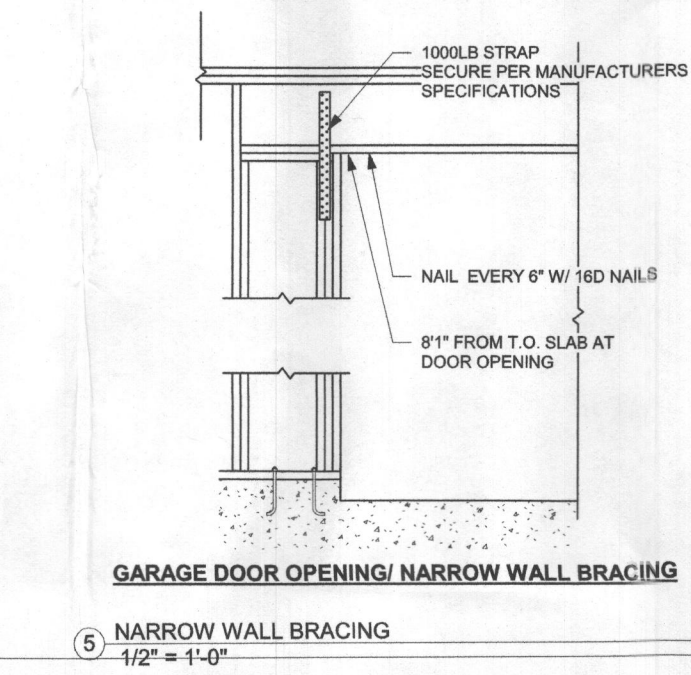 1000LB STRAP
SECURE PER MANUFACTURERS
SPECIFICATIONS
NAIL EVERY 6" W/ 16D NAILS
8'1" FROM T.O. SLAB AT
DOOR OPENING
GARAGE DOOR OPENING/ NARROW WALL BRACING
5 NARROW WALL BRACING
1/2" = 1'-0"